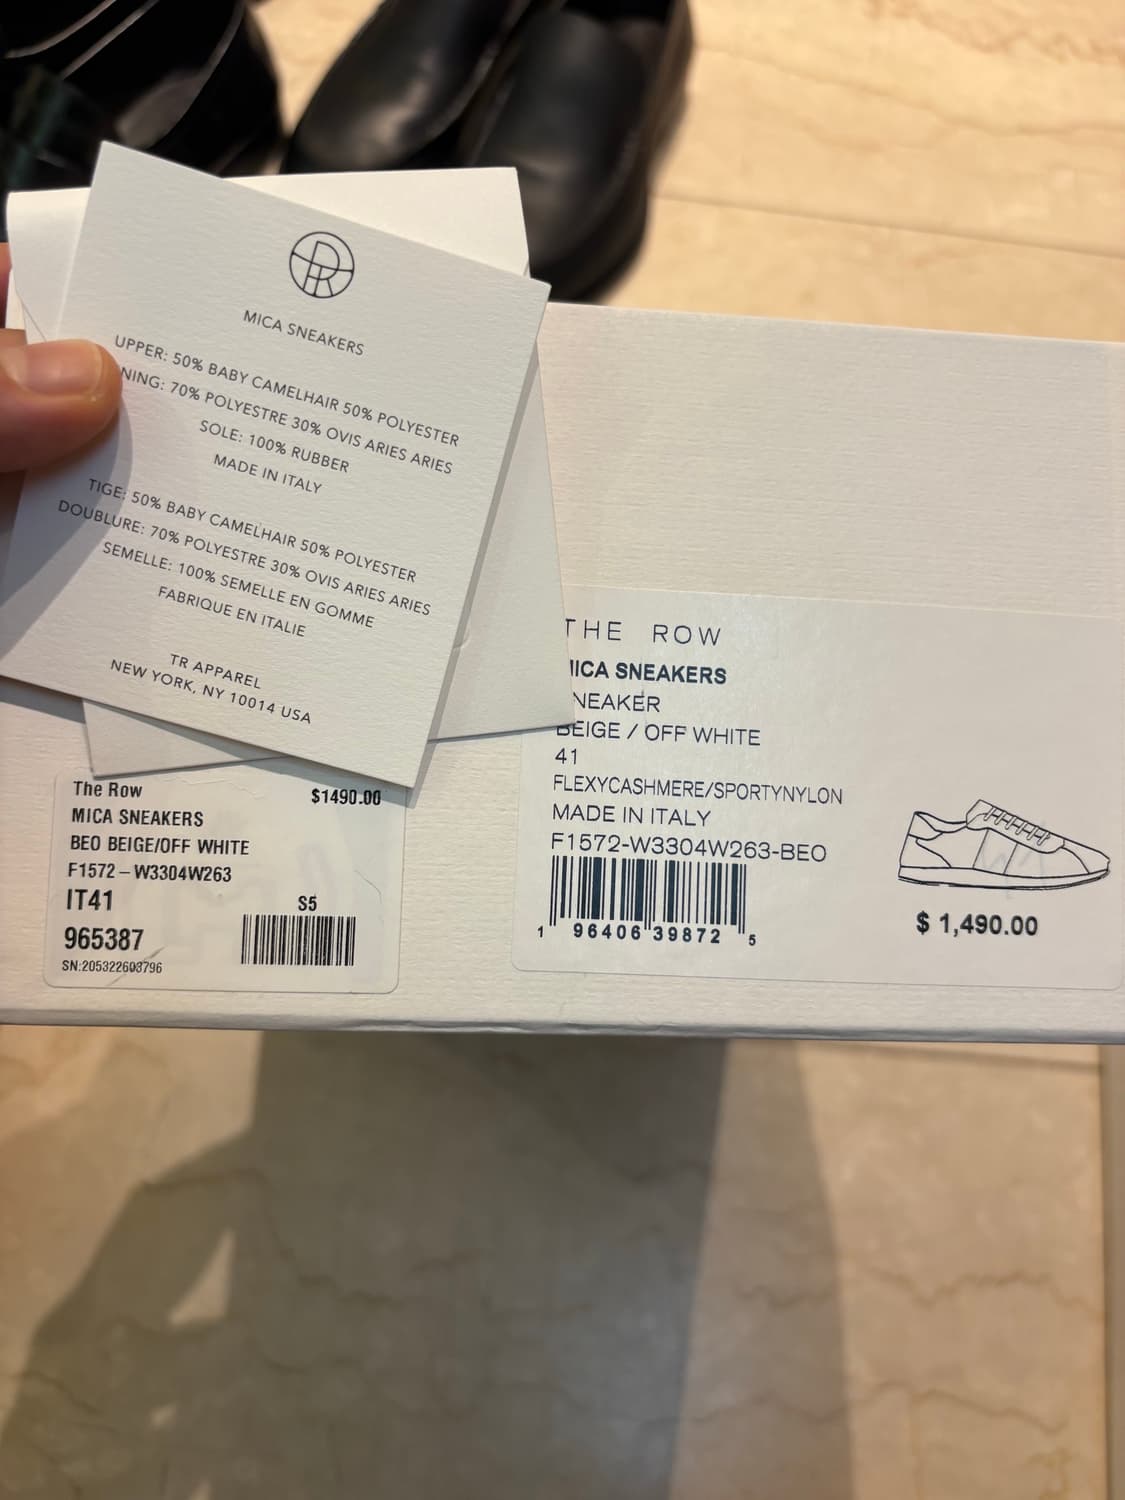 MICA SNEAKERS
UPPER: 50% BABY CAMELHAIR 50% POLYESTER
NING: 70% POLYESTRE 30% OVIS ARIES ARIES
SOLE: 100% RUBBER
MADE IN ITALY
TIGE: 50% BABY CAMELHAIR 50% POLYESTER
DOUBLURE: 70% POLYESTRE 30% OVIS ARIES ARIES
SEMELLE: 100% SEMELLE EN GOMME
FABRIQUE EN ITALIE
TR APPAREL
NEW YORK, NY 10014 USA
The Row $1490.00
MICA SNEAKERS
BEO BEIGE/OFF WHITE
F1572-W3304W263
IT41 S5
965387
SN:205322603796
THE ROW
MICA SNEAKERS
NEAKER
BEIGE / OFF WHITE
41
FLEXYCASHMERE/SPORTYNYLON
MADE IN ITALY
F1572-W3304W263-BEO
1 96406 39872 5
$ 1,490.00